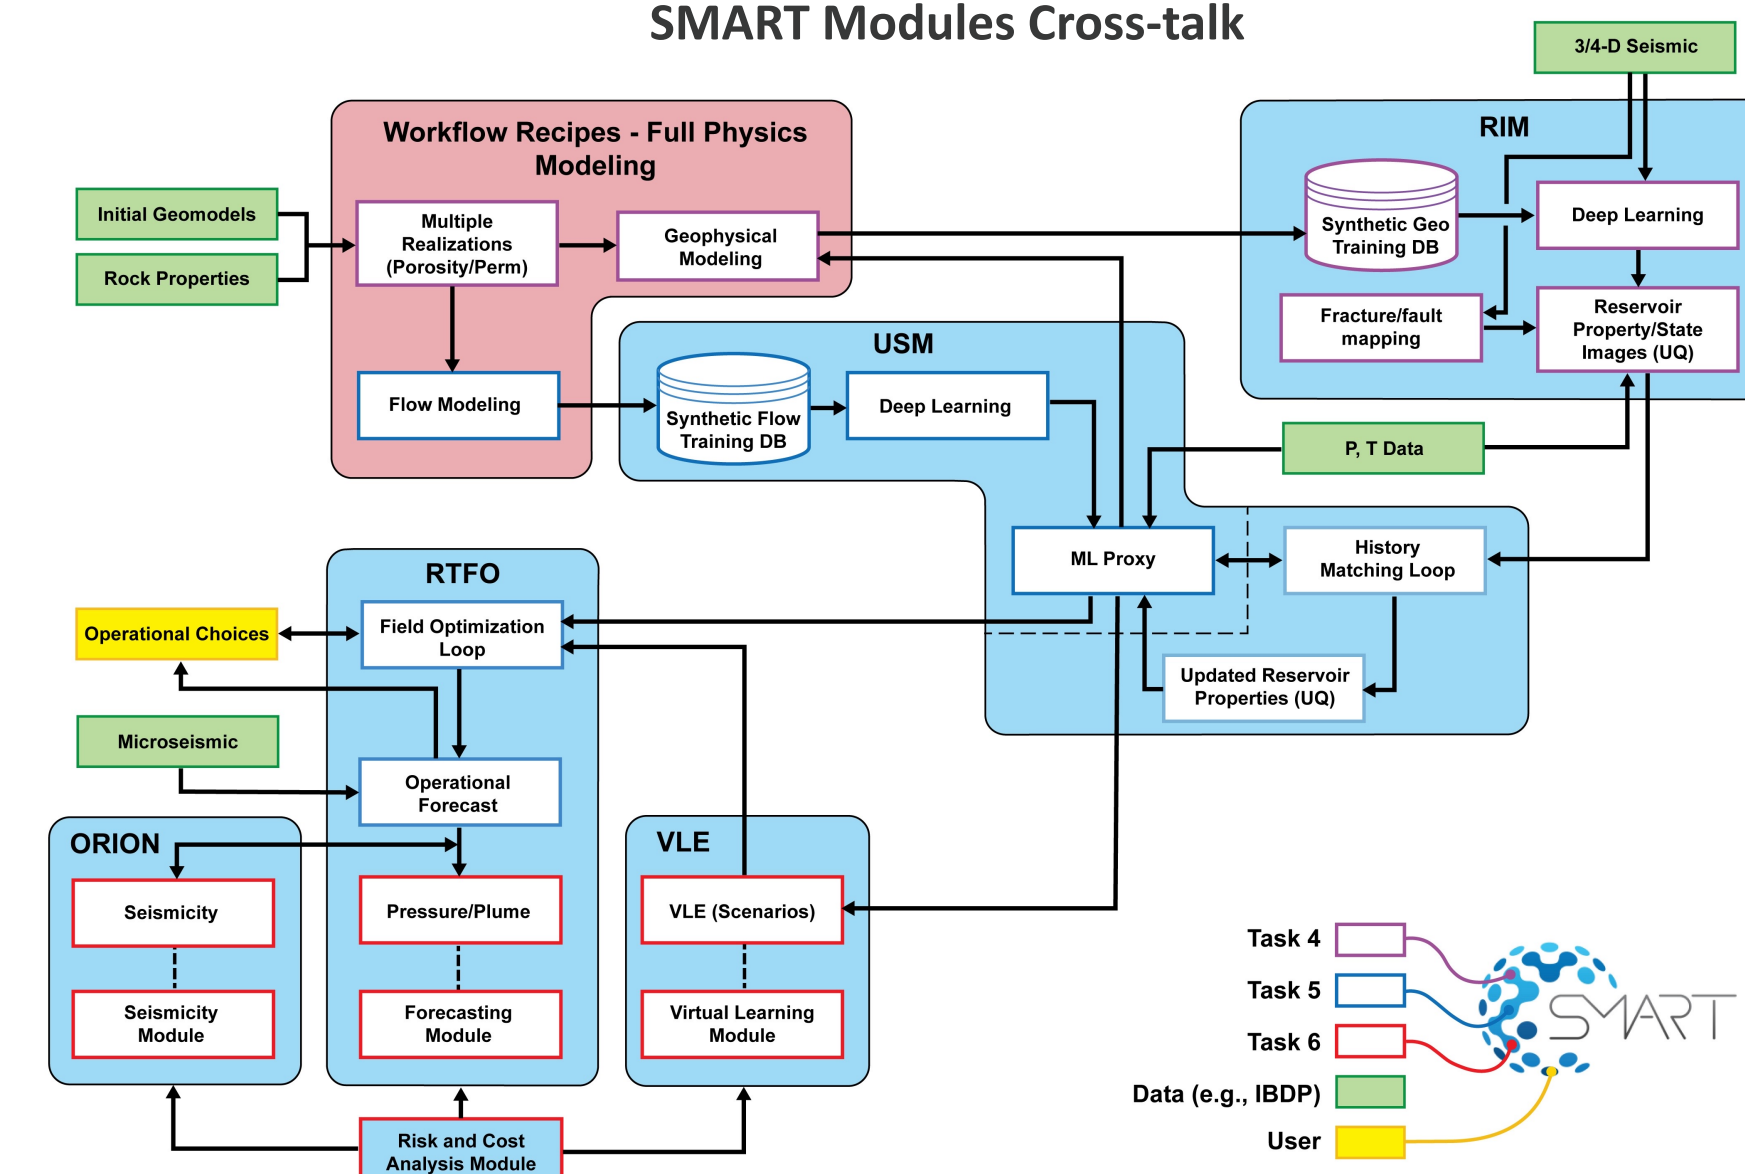 SMART Modules Cross-talk
3/4-D Seismic
Workflow Recipes - Full Physics
Modeling
RIM
Initial Geomodels
Rock Properties
Multiple
Realizations
(Porosity/Perm)
Geophysical
Modeling
Synthetic Geo
Training DB
Deep Learning
Fracture/fault
mapping
Reservoir
Property/State
Images (UQ)
USM
Flow Modeling
Synthetic Flow
Training DB
Deep Learning
P, T Data
ML Proxy
History
Matching Loop
Updated Reservoir
Properties (UQ)
RTFO
Operational Choices
Field Optimization
Loop
Microseismic
Operational
Forecast
ORION
VLE
Seismicity
Pressure/Plume
VLE (Scenarios)
Seismicity
Module
Forecasting
Module
Virtual Learning
Module
Risk and Cost
Analysis Module
Task 4
Task 5
Task 6
Data (e.g., IBDP)
User
SMART